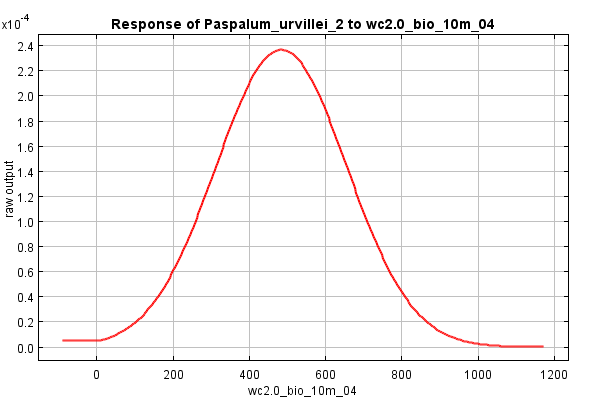 x10⁻⁴
Response of Paspalum_urvillei_2 to wc2.0_bio_10m_04
2.4
2.2
2.0
1.8
1.6
1.4
1.2
1.0
0.8
0.6
0.4
0.2
0.0
raw output
0 200 400 600 800 1000 1200
wc2.0_bio_10m_04